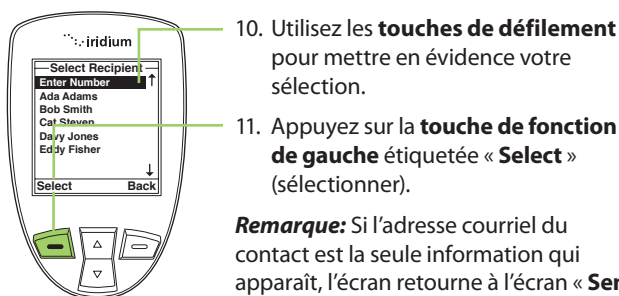 iridium
Select Recipient
Enter Number
Ada Adams
Bob Smith
Cat Steven
Davy Jones
Eddy Fisher
Select Back
10. Utilisez les touches de défilement
pour mettre en évidence votre
sélection.
11. Appuyez sur la touche de fonction
de gauche étiquetée « Select »
(sélectionner).
Remarque: Si l'adresse courriel du
contact est la seule information qui
apparaît, l'écran retourne à l'écran «